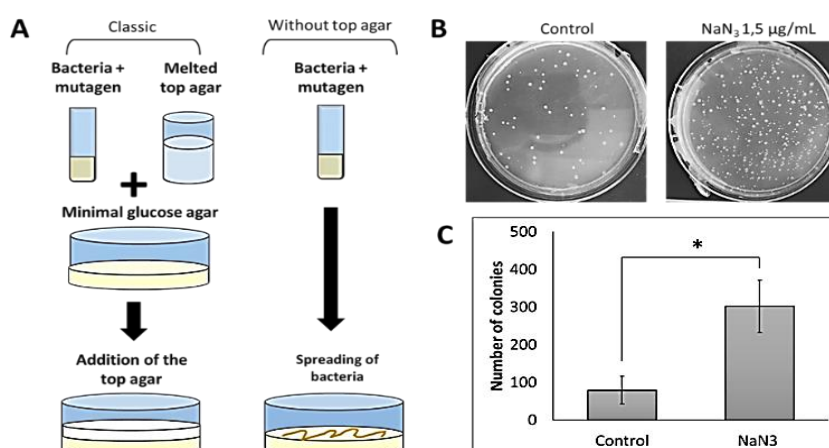 A
Classic
Without top agar
Bacteria +
mutagen
Melted
top agar
Bacteria +
mutagen
+
Minimal glucose agar
Addition of the
top agar
Spreading of
bacteria
B
Control
NaN₃ 1,5 µg/mL
C
Number of colonies
500
400
300
200
100
0
*
Control
NaN3